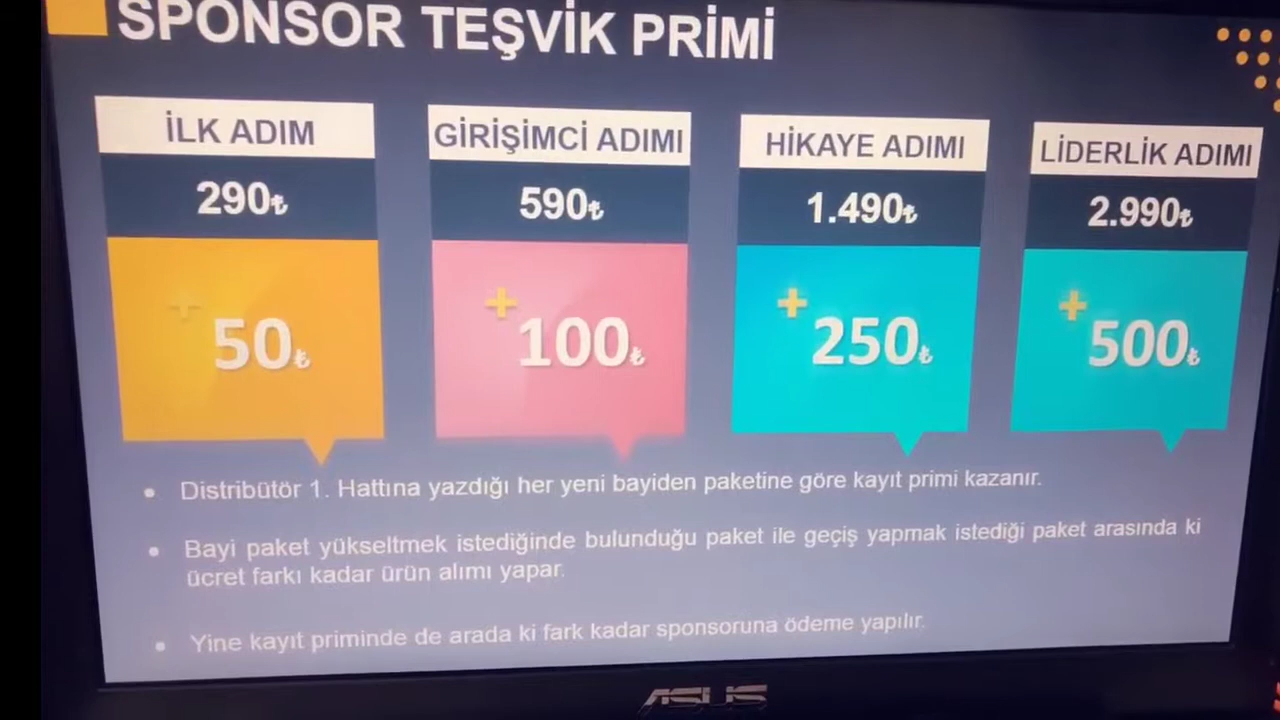 SPONSOR TEŞVİK PRİMİ
İLK ADIM
290₺
+
50₺
GİRİŞİMCİ ADIMI
590₺
+
100₺
HİKAYE ADIMI
1.490₺
+
250₺
LİDERLİK ADIMI
2.990₺
+
500₺
• Distribütör 1. Hattına yazdığı her yeni bayiden paketine göre kayıt primi kazanır.
• Bayi paket yükseltmek istediğinde bulunduğu paket ile geçiş yapmak istediği paket arasında ki
ücret farkı kadar ürün alımı yapar.
• Yine kayıt priminde de arada ki fark kadar sponsoruna ödeme yapılır.
ASUS